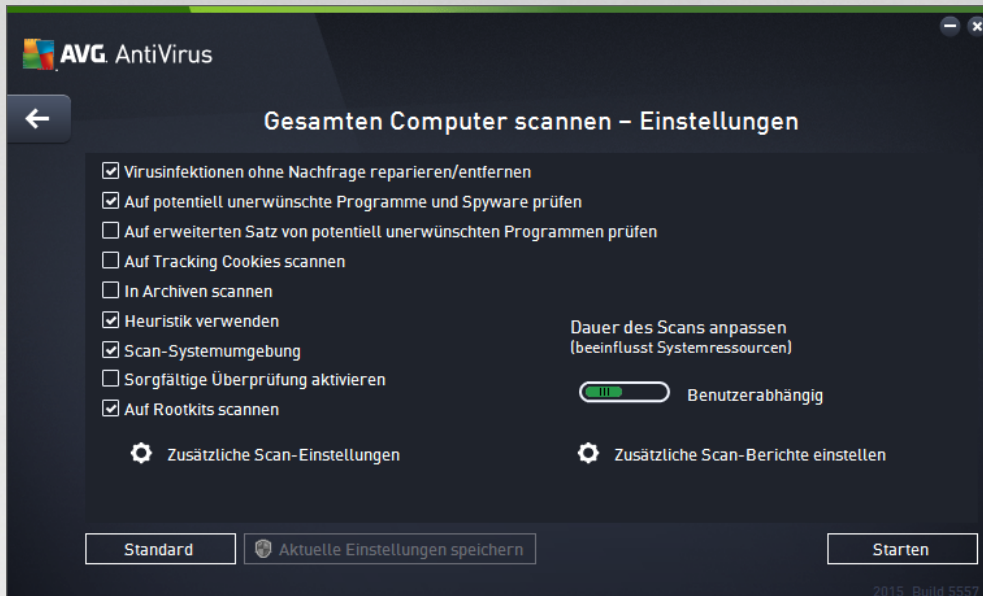 AVG AntiVirus
Gesamten Computer scannen – Einstellungen
Virusinfektionen ohne Nachfrage reparieren/entfernen
Auf potentiell unerwünschte Programme und Spyware prüfen
Auf erweiterten Satz von potentiell unerwünschten Programmen prüfen
Auf Tracking Cookies scannen
In Archiven scannen
Heuristik verwenden
Scan-Systemumgebung
Sorgfältige Überprüfung aktivieren
Auf Rootkits scannen
Dauer des Scans anpassen
(beeinflusst Systemressourcen)
Benutzerabhängig
Zusätzliche Scan-Einstellungen
Zusätzliche Scan-Berichte einstellen
Standard
Aktuelle Einstellungen speichern
Starten
2015 Build 5557